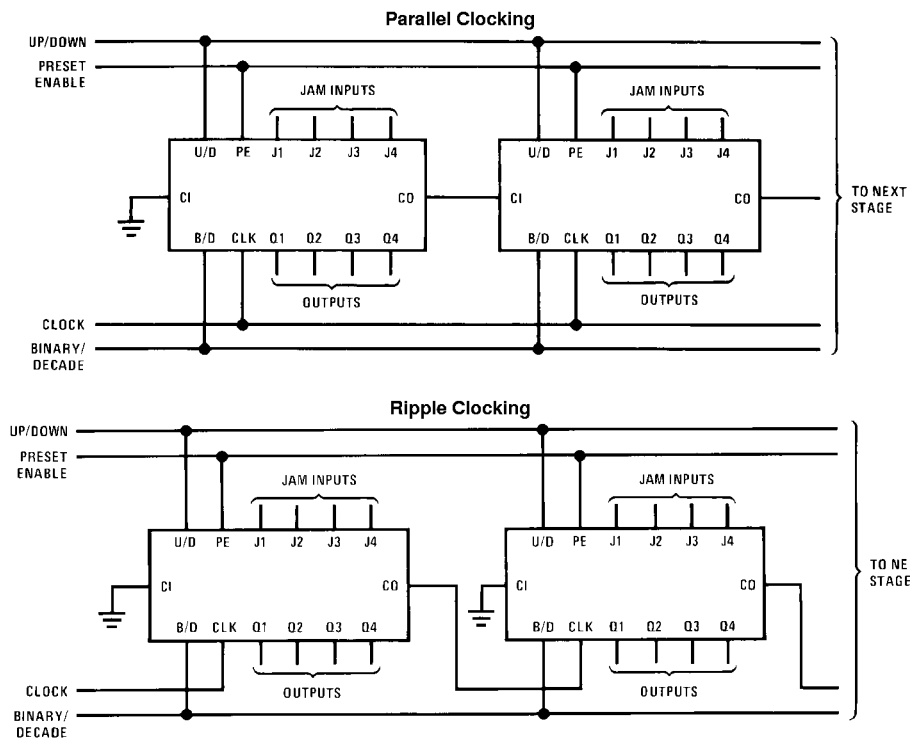 Parallel Clocking
UP/DOWN
PRESET
ENABLE
JAM INPUTS
JAM INPUTS
U/D PE J1 J2 J3 J4
U/D PE J1 J2 J3 J4
CI
CO
CI
CO
TO NEXT
STAGE
B/D CLK Q1 Q2 Q3 Q4
B/D CLK Q1 Q2 Q3 Q4
OUTPUTS
OUTPUTS
CLOCK
BINARY/
DECADE
Ripple Clocking
UP/DOWN
PRESET
ENABLE
JAM INPUTS
JAM INPUTS
U/D PE J1 J2 J3 J4
U/D PE J1 J2 J3 J4
CI
CO
CI
CO
TO NE
STAGE
B/D CLK Q1 Q2 Q3 Q4
B/D CLK Q1 Q2 Q3 Q4
OUTPUTS
OUTPUTS
CLOCK
BINARY/
DECADE